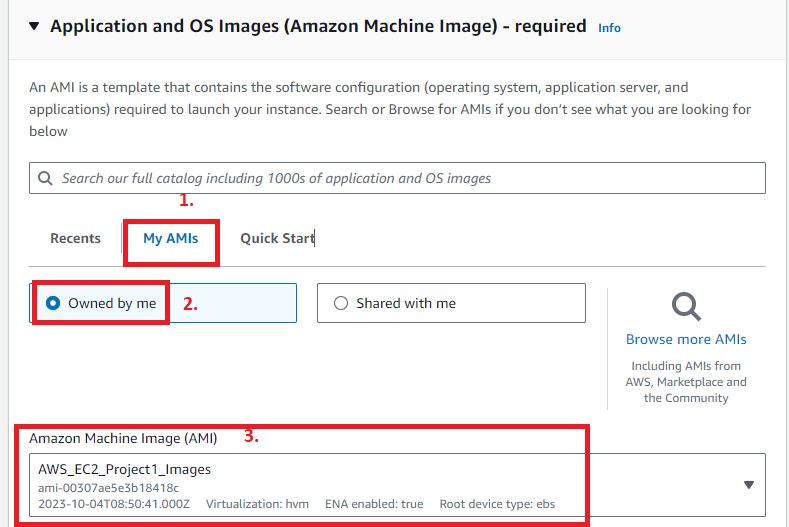 Application and OS Images (Amazon Machine Image) - required Info
An AMI is a template that contains the software configuration (operating system, application server, and
applications) required to launch your instance. Search or Browse for AMIs if you don't see what you are looking for
below
Search our full catalog including 1000s of application and OS images
1.
Recents My AMIs Quick Start
Owned by me 2. Shared with me
Browse more AMIs
Including AMIs from
AWS, Marketplace and
the Community
Amazon Machine Image (AMI) 3.
AWS_EC2_Project1_Images
ami-00307ae5e3b18418c
2023-10-04T08:50:41.000Z Virtualization: hvm ENA enabled: true Root device type: ebs